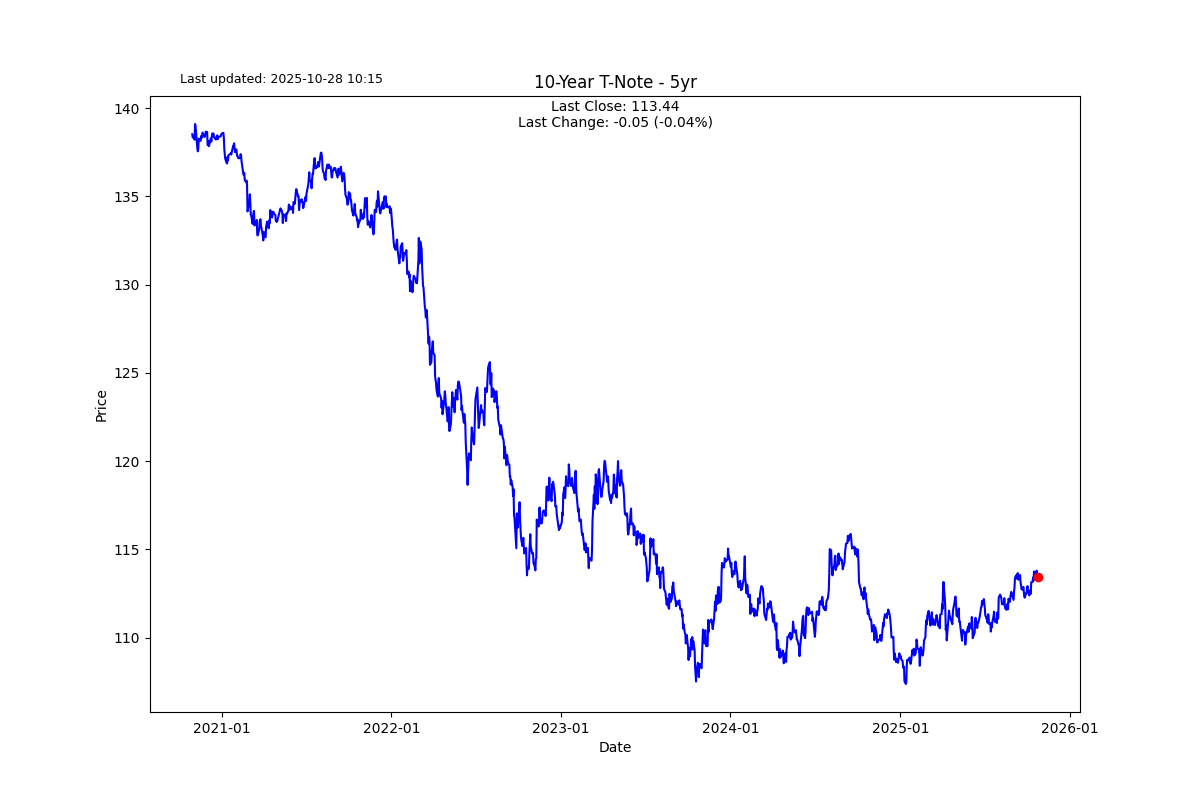 Last updated: 2025-10-28 10:15
10-Year T-Note - 5yr
Last Close: 113.44
Last Change: -0.05 (-0.04%)
140
135
130
125
120
115
110
Price
2021-01
2022-01
2023-01
2024-01
2025-01
2026-01
Date